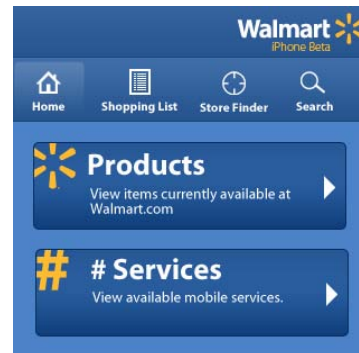 Walmart
iPhone Beta
Home Shopping List Store Finder Search
Products
View items currently available at
Walmart.com
# # Services
View available mobile services.